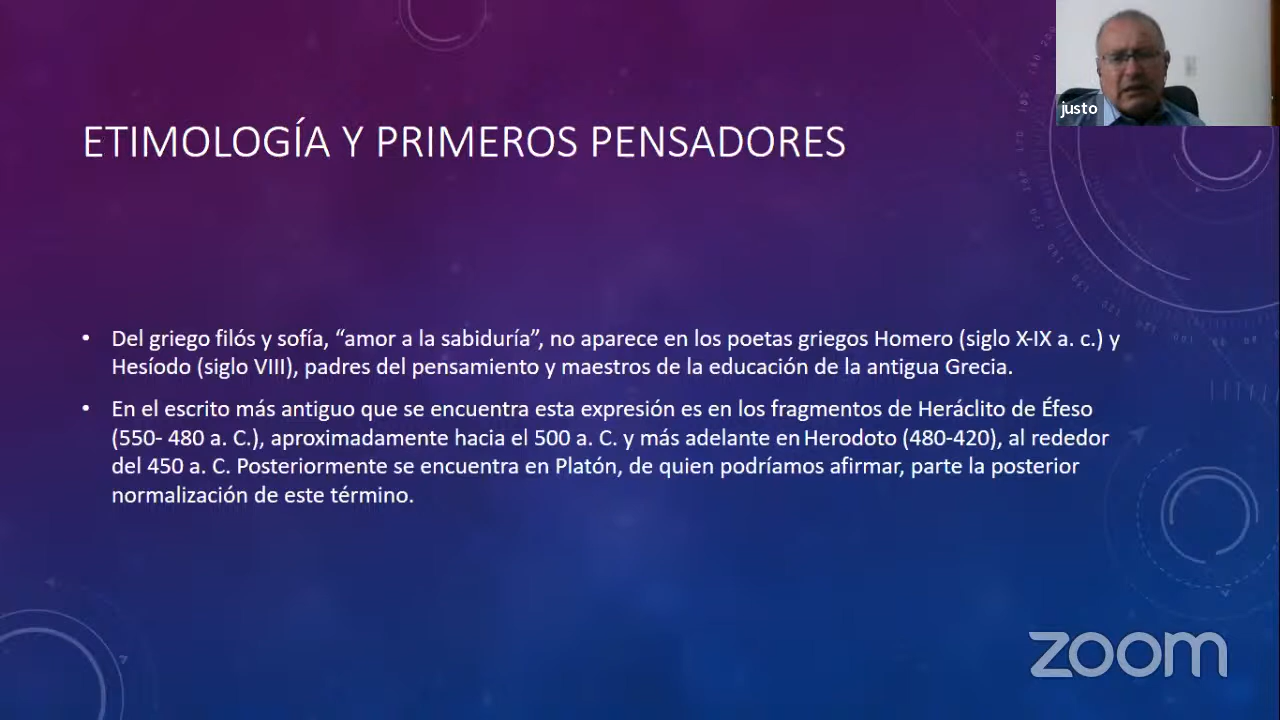 justo
ETIMOLOGÍA Y PRIMEROS PENSADORES
• Del griego filós y sofía, “amor a la sabiduría”, no aparece en los poetas griegos Homero (siglo X-IX a. c.) y
Hesíodo (siglo VIII), padres del pensamiento y maestros de la educación de la antigua Grecia.
• En el escrito más antiguo que se encuentra esta expresión es en los fragmentos de Heráclito de Éfeso
(550- 480 a. C.), aproximadamente hacia el 500 a. C. y más adelante en Herodoto (480-420), al rededor
del 450 a. C. Posteriormente se encuentra en Platón, de quien podríamos afirmar, parte la posterior
normalización de este término.
zoom